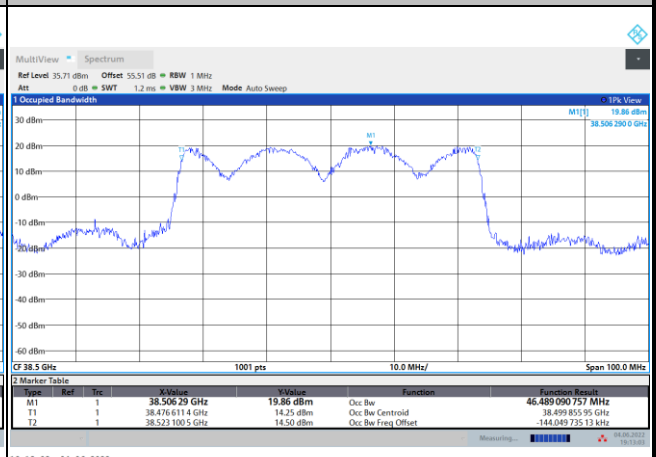 MultiView Spectrum
Ref Level 35.71 dBm Offset 55.51 dB RBW 1 MHz
Att 0 dB SWT 1.2 ms VBW 3 MHz Mode Auto Sweep
1 Occupied Bandwidth 1Pk View
M1[1] 19.86 dBm
38.506 290 0 GHz
30 dBm
M1
20 dBm
T1 T2
10 dBm
0 dBm
-10 dBm
-20 dBm
-30 dBm
-40 dBm
-50 dBm
-60 dBm
CF 38.5 GHz 1001 pts 10.0 MHz/ Span 100.0 MHz
2 Marker Table
Type Ref Trc X-Value Y-Value Function Function Result
M1 1 38.506 29 GHz 19.86 dBm Occ Bw 46.489 090 757 MHz
T1 1 38.476 611 4 GHz 14.25 dBm Occ Bw Centroid 38.499 855 95 GHz
T2 1 38.523 100 5 GHz 14.50 dBm Occ Bw Freq Offset -144.049 735 13 kHz
Measuring... 04.06.2022
19:13:03